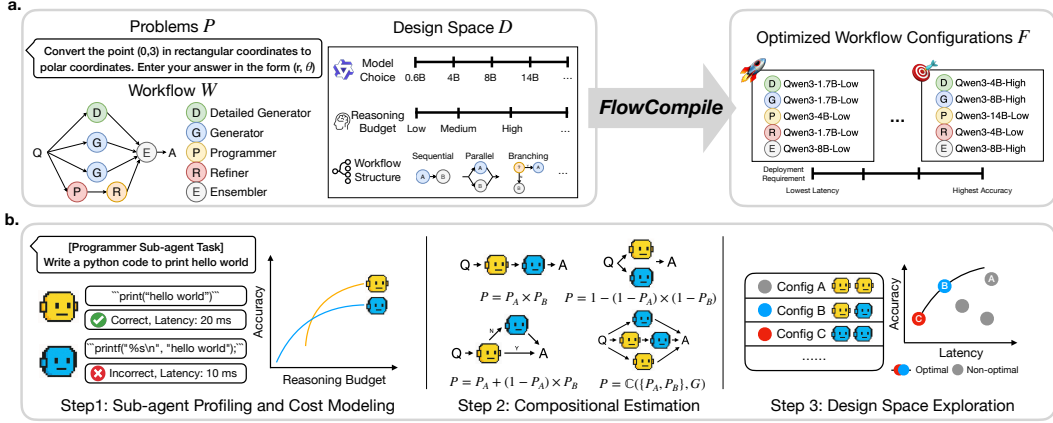 a.
Problems P
Convert the point (0,3) in rectangular coordinates to
polar coordinates. Enter your answer in the form (r, θ)
Workflow W
Q
D
G
G
P
R
E
A
D Detailed Generator
G Generator
P Programmer
R Refiner
E Ensembler
Design Space D
Model
Choice
0.6B 4B 8B 14B ...
Reasoning
Budget
Low Medium High ...
Workflow
Structure
Sequential Parallel Branching
A B
A
B
A
B
...
FlowCompile
Optimized Workflow Configurations F
D Qwen3-1.7B-Low
G Qwen3-1.7B-Low
P Qwen3-4B-Low
R Qwen3-1.7B-Low
E Qwen3-8B-Low
...
D Qwen3-4B-High
G Qwen3-8B-High
P Qwen3-14B-High
R Qwen3-4B-Low
E Qwen3-8B-High
Deployment
Requirement
Lowest Latency
Highest Accuracy
b.
[Programmer Sub-agent Task]
Write a python code to print hello world
```print("hello world")```
Correct, Latency: 20 ms
```printf("%s\n", "hello world");```
Incorrect, Latency: 10 ms
Accuracy
Reasoning Budget
Step1: Sub-agent Profiling and Cost Modeling
Q A
P = P_A × P_B
Q A
P = 1 − (1 − P_A) × (1 − P_B)
N
Q Y A
P = P_A + (1 − P_A) × P_B
Q A
P = ℂ({P_A, P_B}, G)
Step 2: Compositional Estimation
Config A
Config B
Config C
......
Accuracy
A
B
C
Latency
Optimal Non-optimal
Step 3: Design Space Exploration